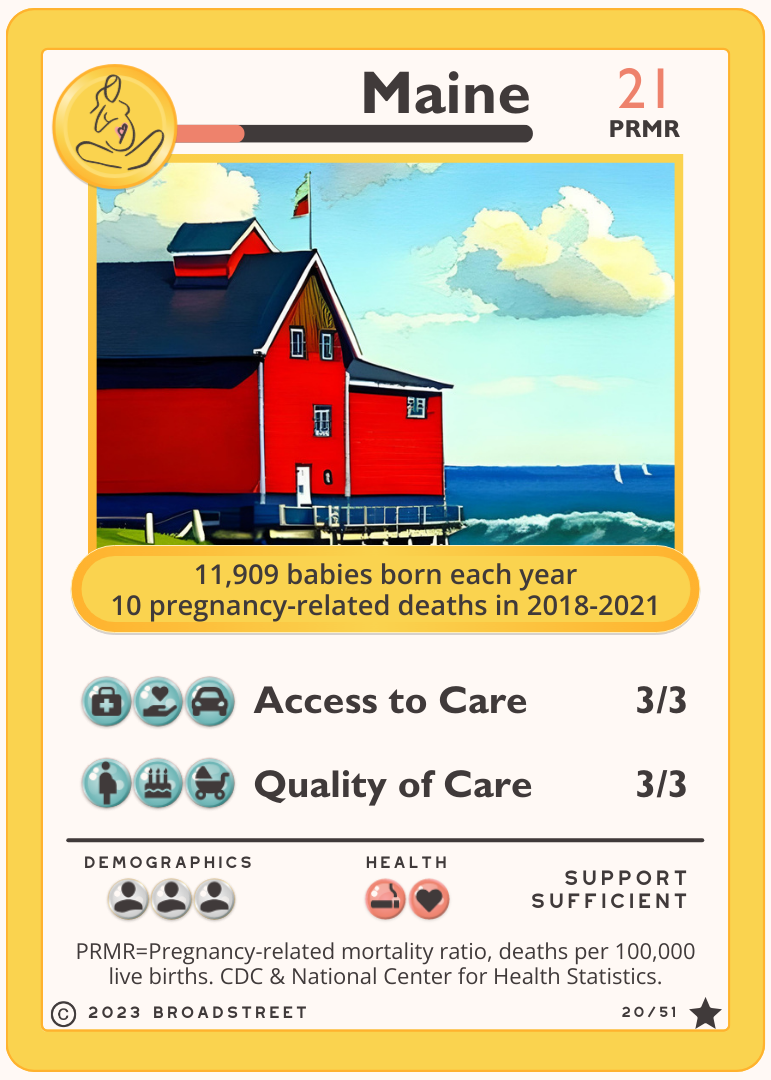 Maine
21
PRMR
11,909 babies born each year
10 pregnancy-related deaths in 2018-2021
Access to Care 3/3
Quality of Care 3/3
DEMOGRAPHICS
HEALTH
SUPPORT
SUFFICIENT
PRMR=Pregnancy-related mortality ratio, deaths per 100,000
live births. CDC & National Center for Health Statistics.
© 2023 BROADSTREET
20/51